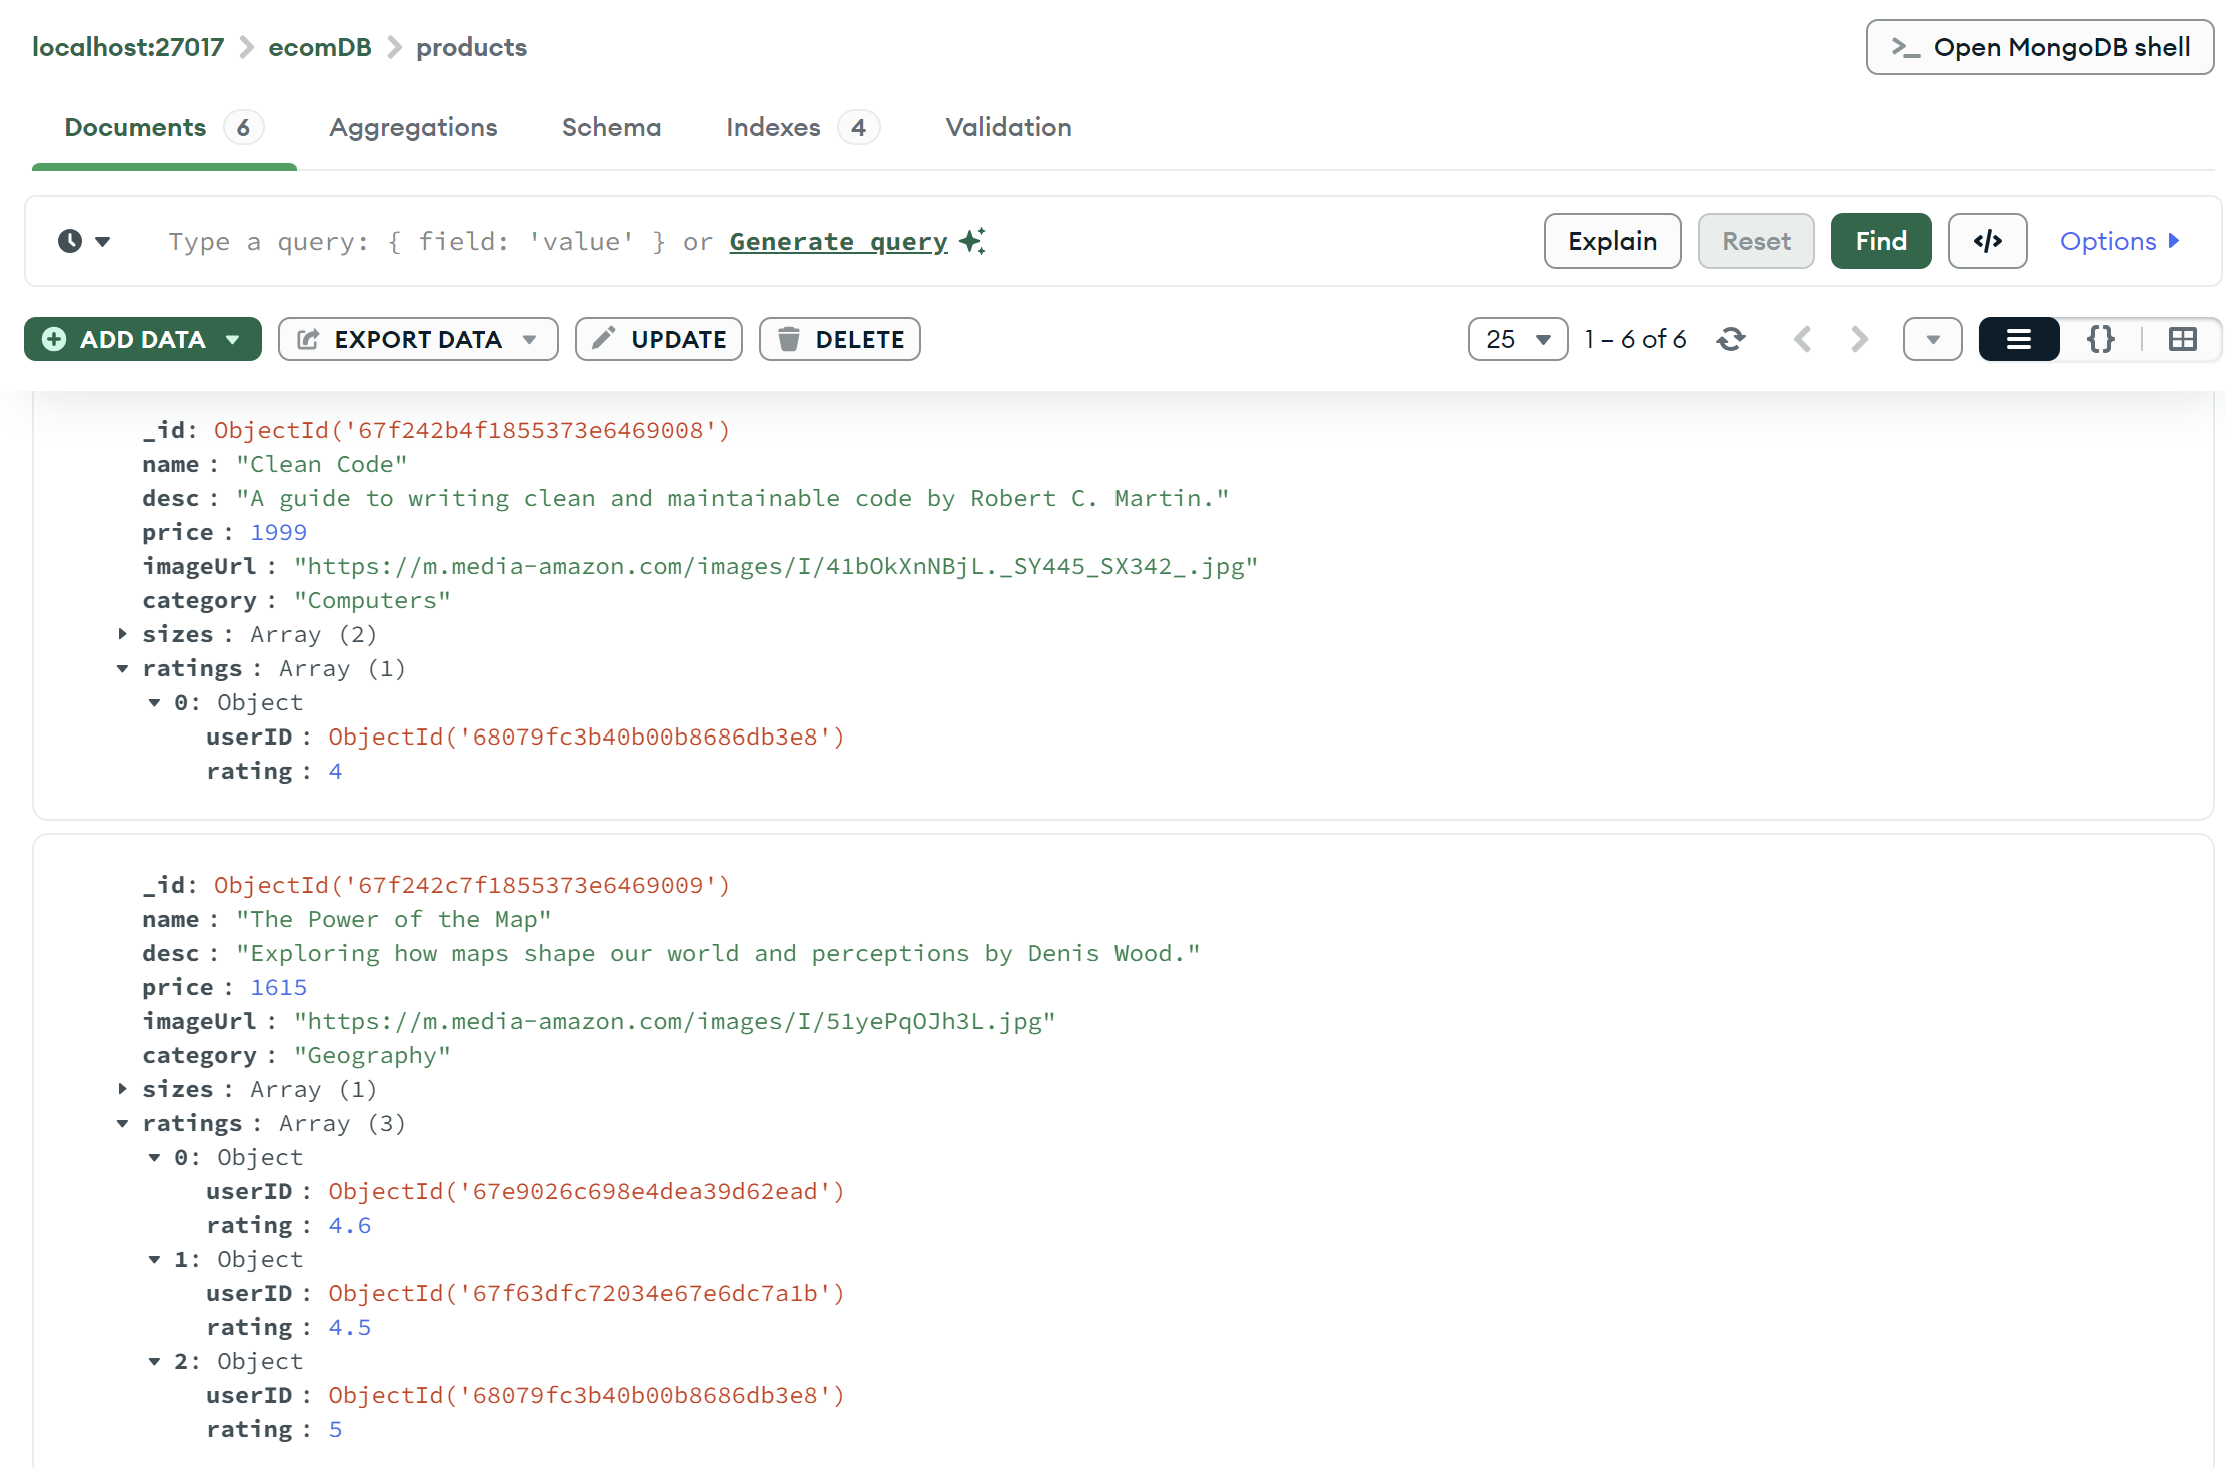 localhost:27017 > ecomDB > products
>_ Open MongoDB shell
Documents 6 Aggregations Schema Indexes 4 Validation
Type a query: { field: 'value' } or Generate query
Explain Reset Find </> Options
ADD DATA EXPORT DATA UPDATE DELETE 25 1 – 6 of 6 {}
_id: ObjectId('67f242b4f1855373e6469008')
name : "Clean Code"
desc : "A guide to writing clean and maintainable code by Robert C. Martin."
price : 1999
imageUrl : "https://m.media-amazon.com/images/I/41bOkXnNBjL._SY445_SX342_.jpg"
category : "Computers"
sizes : Array (2)
ratings : Array (1)
0: Object
userID : ObjectId('68079fc3b40b00b8686db3e8')
rating : 4
_id: ObjectId('67f242c7f1855373e6469009')
name : "The Power of the Map"
desc : "Exploring how maps shape our world and perceptions by Denis Wood."
price : 1615
imageUrl : "https://m.media-amazon.com/images/I/51yePqOJh3L.jpg"
category : "Geography"
sizes : Array (1)
ratings : Array (3)
0: Object
userID : ObjectId('67e9026c698e4dea39d62ead')
rating : 4.6
1: Object
userID : ObjectId('67f63dfc72034e67e6dc7a1b')
rating : 4.5
2: Object
userID : ObjectId('68079fc3b40b00b8686db3e8')
rating : 5